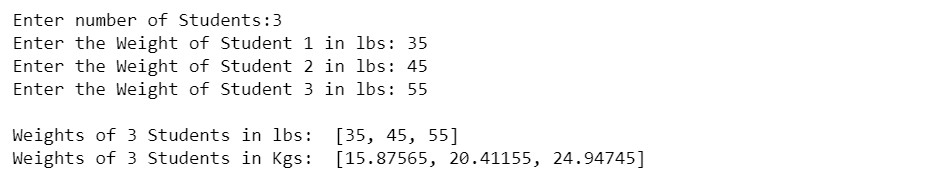 Enter number of Students:3
Enter the Weight of Student 1 in lbs: 35
Enter the Weight of Student 2 in lbs: 45
Enter the Weight of Student 3 in lbs: 55
Weights of 3 Students in lbs:  [35, 45, 55]
Weights of 3 Students in Kgs:  [15.87565, 20.41155, 24.94745]